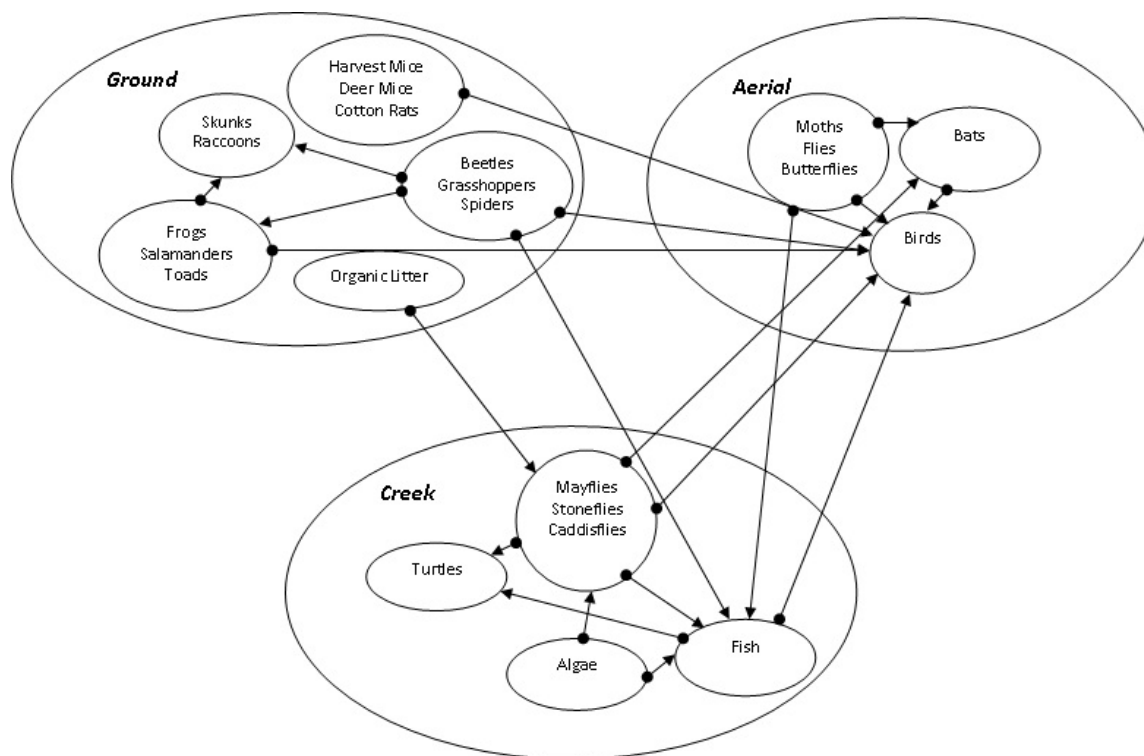 Ground
Harvest Mice
Deer Mice
Cotton Rats
Skunks
Raccoons
Beetles
Grasshoppers
Spiders
Frogs
Salamanders
Toads
Organic Litter
Aerial
Moths
Flies
Butterflies
Bats
Birds
Creek
Mayflies
Stoneflies
Caddisflies
Turtles
Algae
Fish